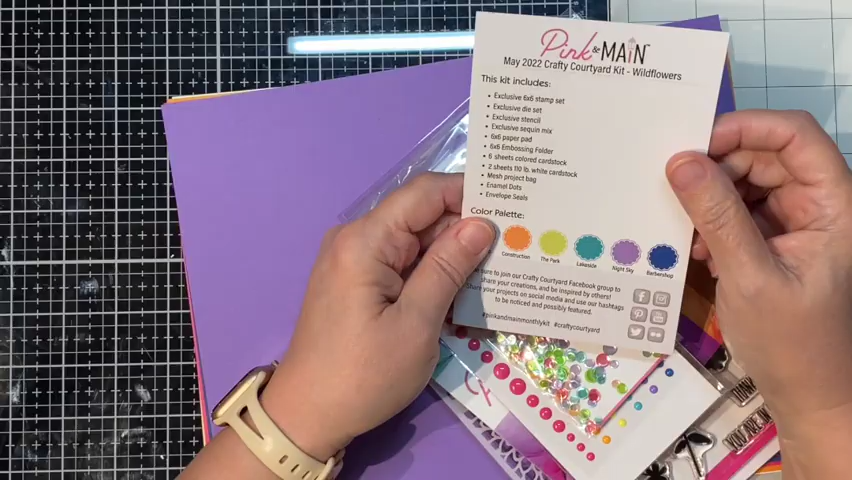 Pink & MAIN™
May 2022 Crafty Courtyard Kit - Wildflowers
This kit includes:
• Exclusive 6x6 stamp set
• Exclusive die set
• Exclusive stencil
• Exclusive sequin mix
• 6x6 paper pad
• 6x6 Embossing Folder
• 6 sheets colored cardstock
• 2 sheets 110 lb. white cardstock
• Mesh project bag
• Enamel Dots
• Envelope Seals
Color Palette:
Construction The Park Lakeside Night Sky Barbershop
sure to join our Crafty Courtyard Facebook group to
share your creations, and be inspired by others!
Share your projects on social media and use our hashtags
to be noticed and possibly featured.
#pinkandmainmonthlykit #craftycourtyard
YOU ARE IN